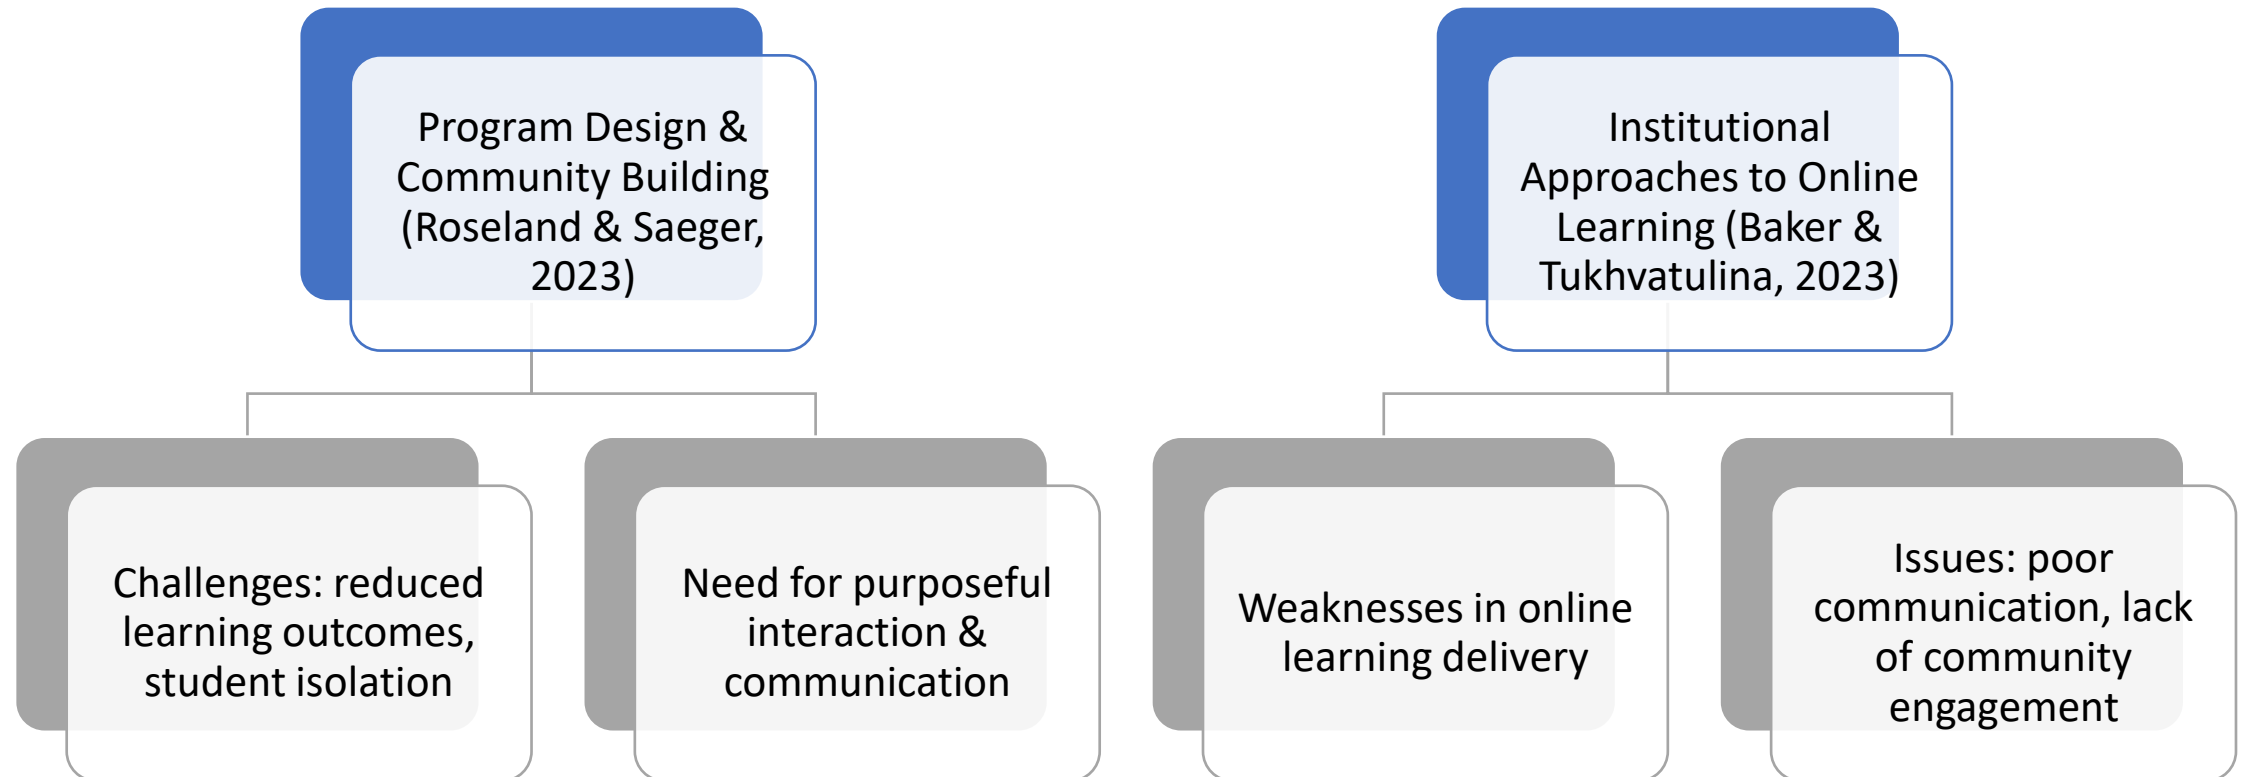 Program Design &
Community Building
(Roseland & Saeger,
2023)
Institutional
Approaches to Online
Learning (Baker &
Tukhvatulina, 2023)
Challenges: reduced
learning outcomes,
student isolation
Need for purposeful
interaction &
communication
Weaknesses in online
learning delivery
Issues: poor
communication, lack
of community
engagement